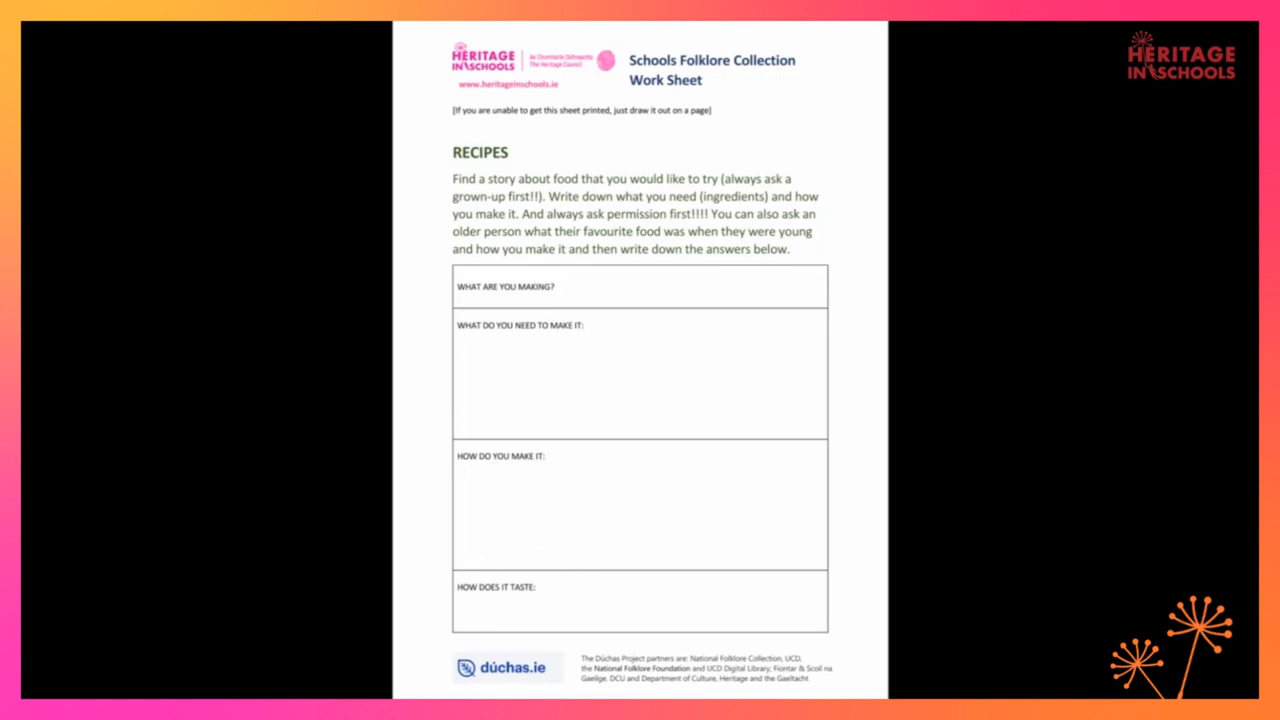 HERITAGE
IN SCHOOLS
An Chomhairle Oidhreachta
The Heritage Council
www.heritageinschools.ie
Schools Folklore Collection
Work Sheet
HERITAGE
IN SCHOOLS
[If you are unable to get this sheet printed, just draw it out on a page]
RECIPES
Find a story about food that you would like to try (always ask a
grown-up first!!). Write down what you need (ingredients) and how
you make it. And always ask permission first!!!! You can also ask an
older person what their favourite food was when they were young
and how you make it and then write down the answers below.
WHAT ARE YOU MAKING?
WHAT DO YOU NEED TO MAKE IT:
HOW DO YOU MAKE IT:
HOW DOES IT TASTE:
dúchas.ie
The Dúchas Project partners are: National Folklore Collection, UCD,
the National Folklore Foundation and UCD Digital Library; Fiontar & Scoil na
Gaeilge, DCU and Department of Culture, Heritage and the Gaeltacht